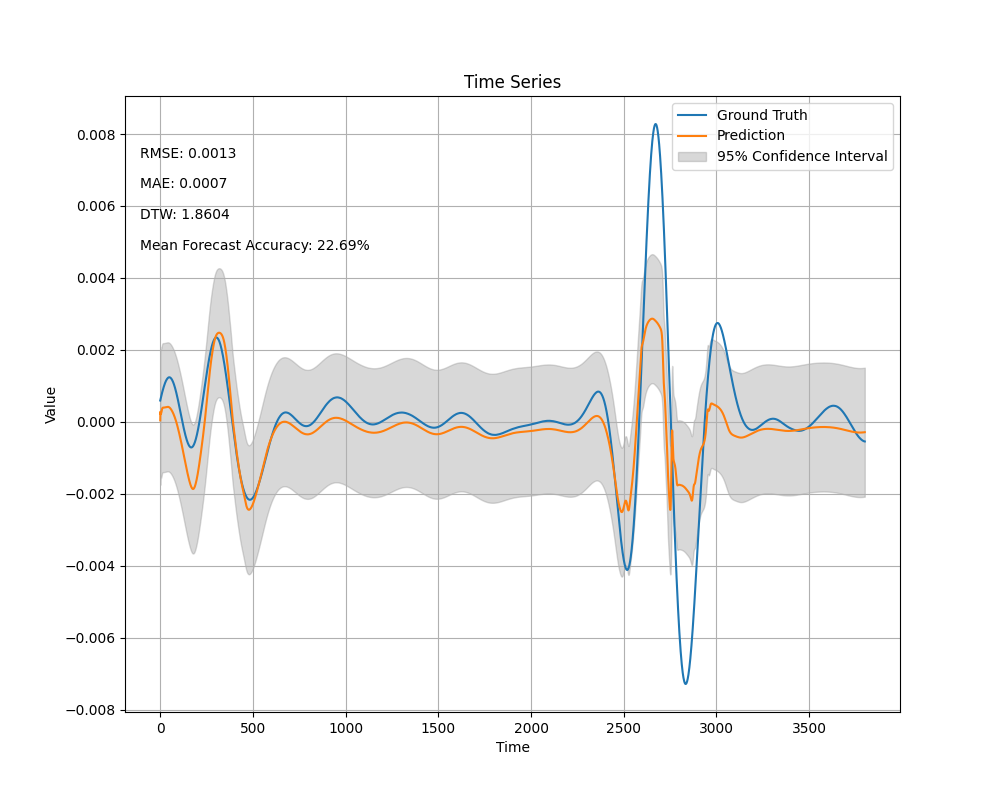 Time Series
Ground Truth
Prediction
95% Confidence Interval
RMSE: 0.0013
MAE: 0.0007
DTW: 1.8604
Mean Forecast Accuracy: 22.69%
Value
0.008
0.006
0.004
0.002
0.000
−0.002
−0.004
−0.006
−0.008
0 500 1000 1500 2000 2500 3000 3500
Time